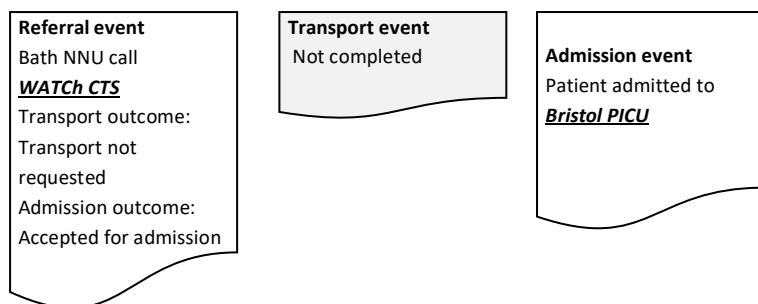 Referral event
Bath NNU call
WATCh CTS
Transport outcome:
Transport not
requested
Admission outcome:
Accepted for admission
Transport event
Not completed
Admission event
Patient admitted to
Bristol PICU